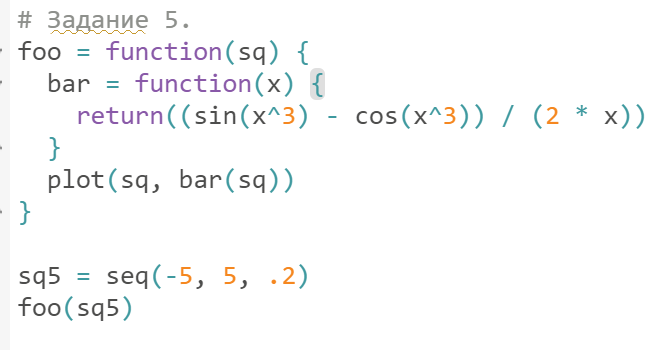 # Задание 5.
foo = function(sq) {
  bar = function(x) {
    return((sin(x^3) - cos(x^3)) / (2 * x))
  }
  plot(sq, bar(sq))
}
sq5 = seq(-5, 5, .2)
foo(sq5)